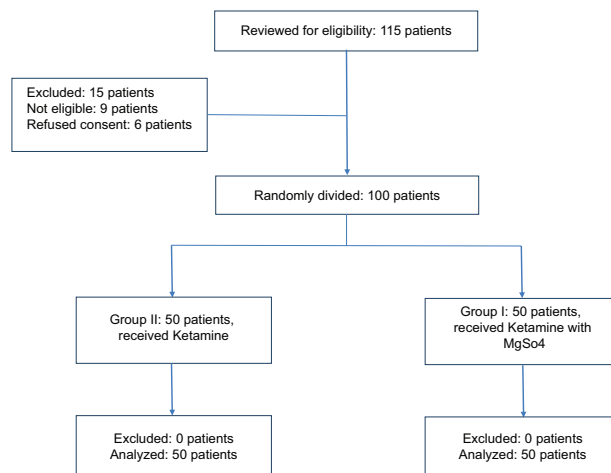 Reviewed for eligibility: 115 patients
Excluded: 15 patients
Not eligible: 9 patients
Refused consent: 6 patients
Randomly divided: 100 patients
Group II: 50 patients,
received Ketamine
Group I: 50 patients,
received Ketamine with
MgSo4
Excluded: 0 patients
Analyzed: 50 patients
Excluded: 0 patients
Analyzed: 50 patients